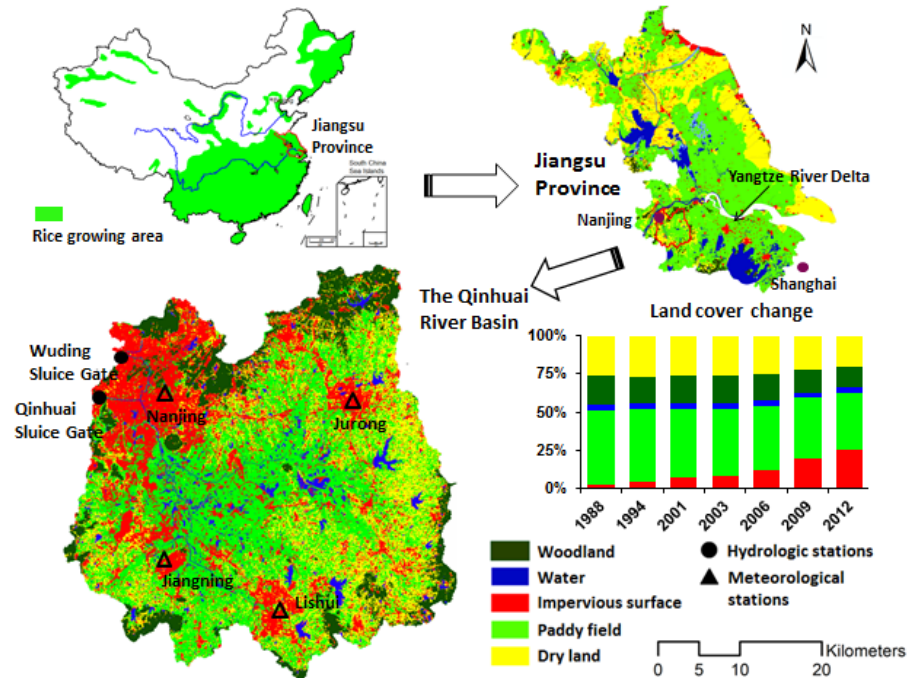 Jiangsu
Province
South China
Sea Islands
Rice growing area
N
Jiangsu
Province
Yangtze River Delta
Nanjing
Shanghai
The Qinhuai
River Basin
Wuding
Sluice Gate
Qinhuai
Sluice Gate
Nanjing
Jurong
Jiangning
Lishui
Land cover change
100%
75%
50%
25%
0%
1988
1994
2001
2003
2006
2009
2012
Woodland
Water
Impervious surface
Paddy field
Dry land
Hydrologic stations
Meteorological
stations
Kilometers
0 5 10 20